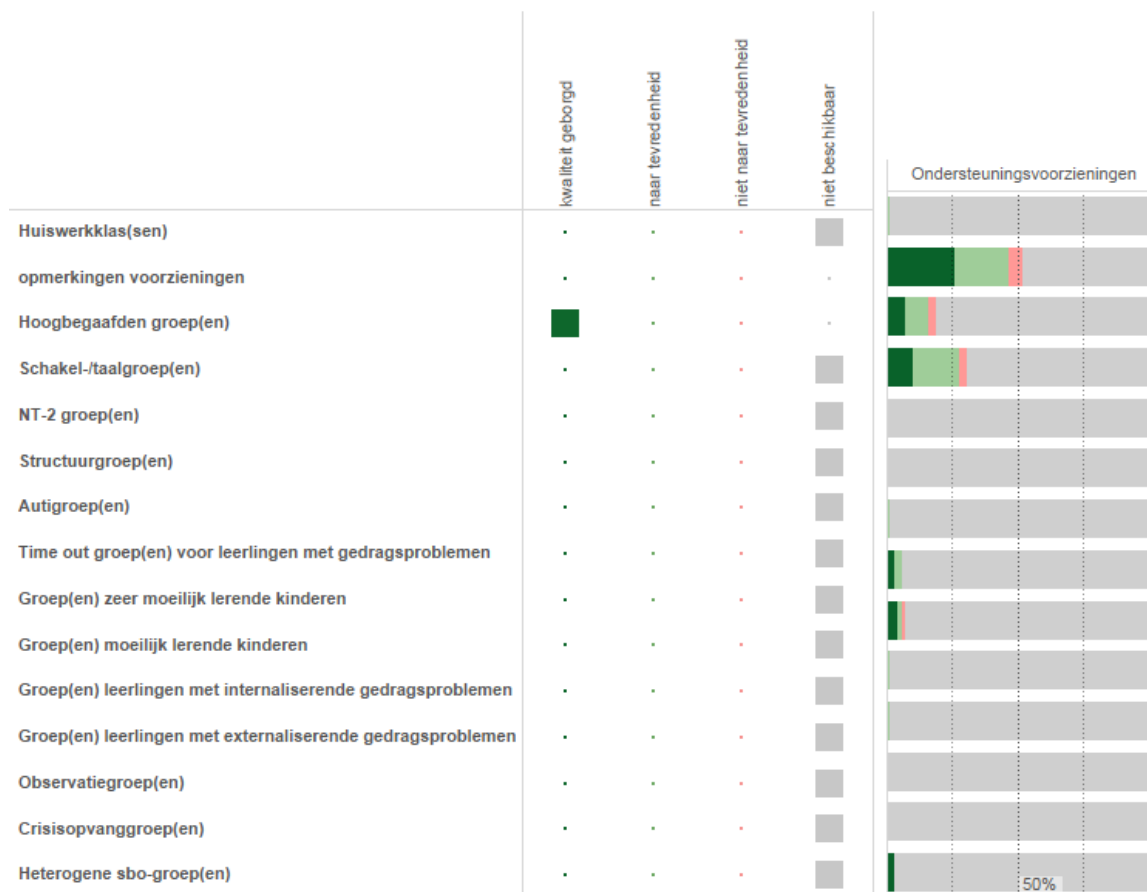 kwaliteit geborgd
naar tevredenheid
niet naar tevredenheid
niet beschikbaar
Ondersteuningsvoorzieningen
Huiswerkklas(sen)
opmerkingen voorzieningen
Hoogbegaafden groep(en)
Schakel-/taalgroep(en)
NT-2 groep(en)
Structuurgroep(en)
Autigroep(en)
Time out groep(en) voor leerlingen met gedragsproblemen
Groep(en) zeer moeilijk lerende kinderen
Groep(en) moeilijk lerende kinderen
Groep(en) leerlingen met internaliserende gedragsproblemen
Groep(en) leerlingen met externaliserende gedragsproblemen
Observatiegroep(en)
Crisisopvanggroep(en)
Heterogene sbo-groep(en)
50%